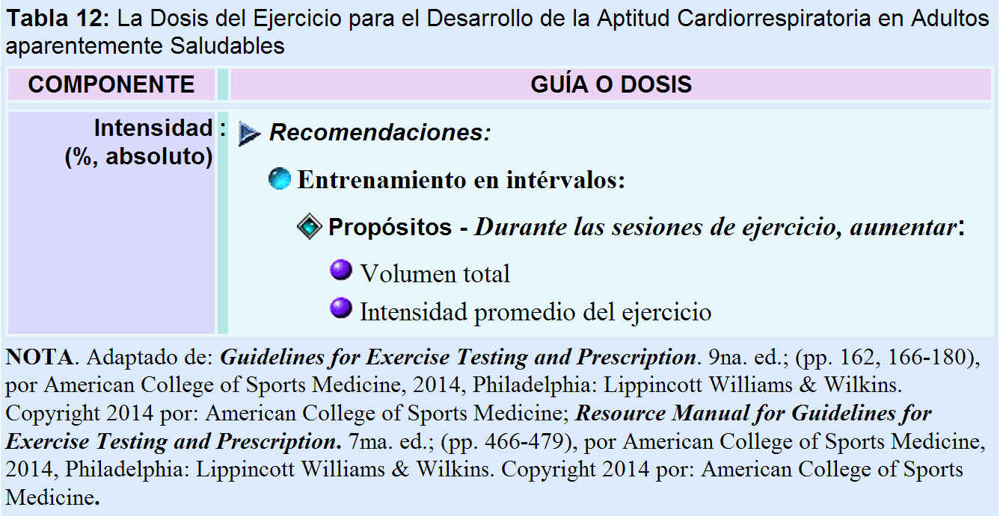 Tabla 12: La Dosis del Ejercicio para el Desarrollo de la Aptitud Cardiorrespiratoria en Adultos
aparentemente Saludables
COMPONENTE
GUÍA O DOSIS
Intensidad :
(%, absoluto)
Recomendaciones:
Entrenamiento en intérvalos:
Propósitos - Durante las sesiones de ejercicio, aumentar:
Volumen total
Intensidad promedio del ejercicio
NOTA. Adaptado de: Guidelines for Exercise Testing and Prescription. 9na. ed.; (pp. 162, 166-180),
por American College of Sports Medicine, 2014, Philadelphia: Lippincott Williams & Wilkins.
Copyright 2014 por: American College of Sports Medicine; Resource Manual for Guidelines for
Exercise Testing and Prescription. 7ma. ed.; (pp. 466-479), por American College of Sports Medicine,
2014, Philadelphia: Lippincott Williams & Wilkins. Copyright 2014 por: American College of Sports
Medicine.